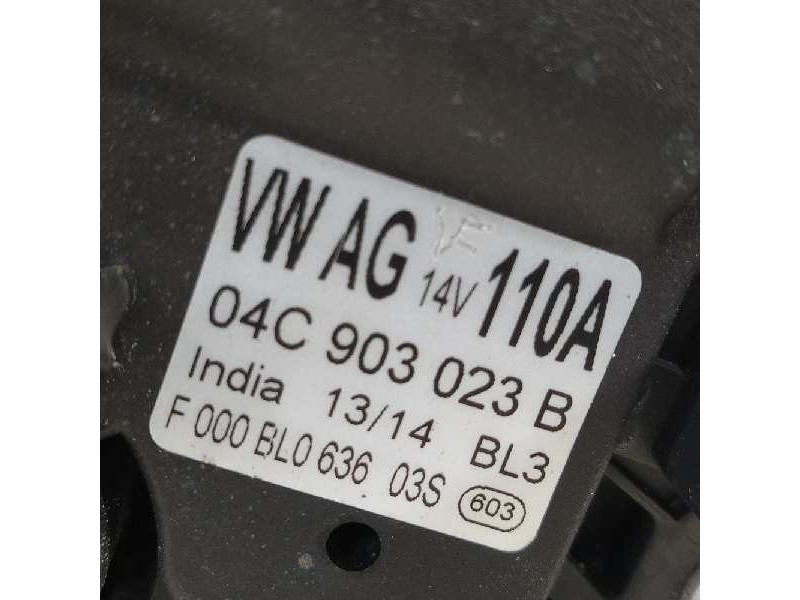 VW AG 14V 110A
04C 903 023 B
India 13/14 BL3
F 000 BL0 636 03S 603